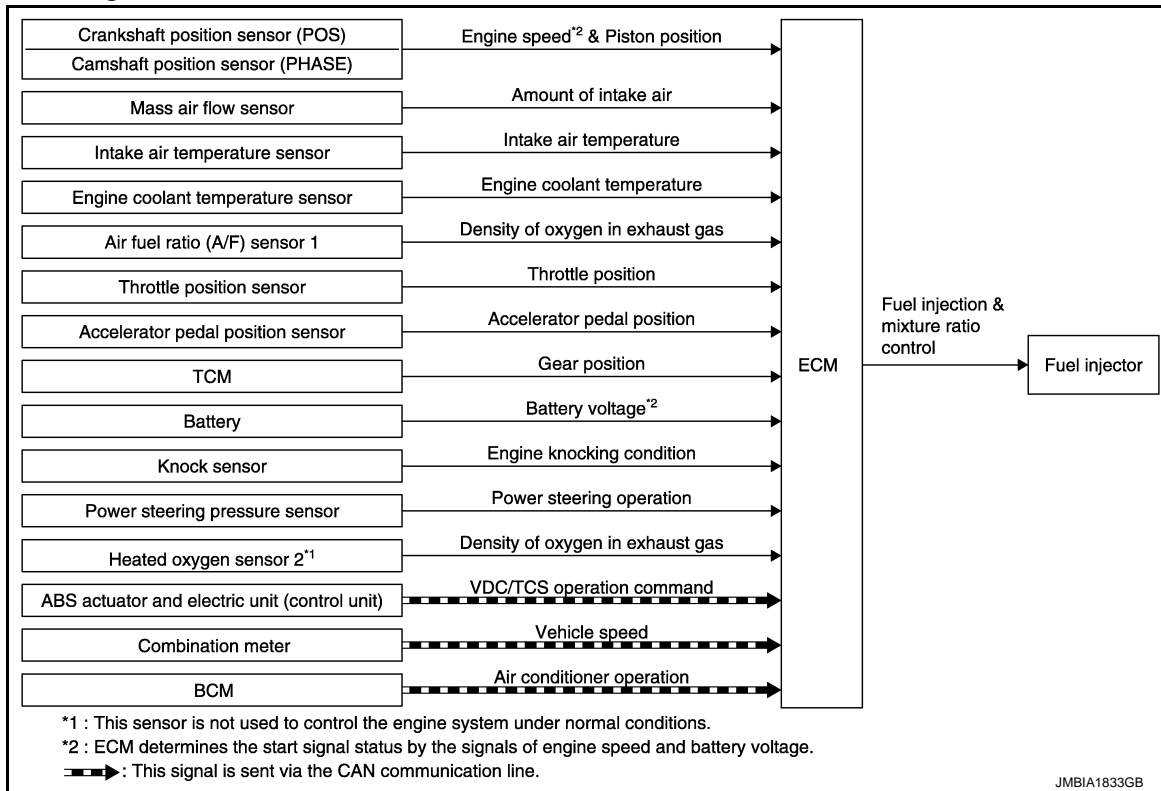 Crankshaft position sensor (POS)
Camshaft position sensor (PHASE)
Engine speed*2 & Piston position
Mass air flow sensor
Amount of intake air
Intake air temperature sensor
Intake air temperature
Engine coolant temperature sensor
Engine coolant temperature
Air fuel ratio (A/F) sensor 1
Density of oxygen in exhaust gas
Throttle position sensor
Throttle position
Accelerator pedal position sensor
Accelerator pedal position
TCM
Gear position
Battery
Battery voltage*2
Knock sensor
Engine knocking condition
Power steering pressure sensor
Power steering operation
Heated oxygen sensor 2*1
Density of oxygen in exhaust gas
ABS actuator and electric unit (control unit)
VDC/TCS operation command
Combination meter
Vehicle speed
BCM
Air conditioner operation
ECM
Fuel injection &
mixture ratio
control
Fuel injector
*1 : This sensor is not used to control the engine system under normal conditions.
*2 : ECM determines the start signal status by the signals of engine speed and battery voltage.
: This signal is sent via the CAN communication line.
JMBIA1833GB